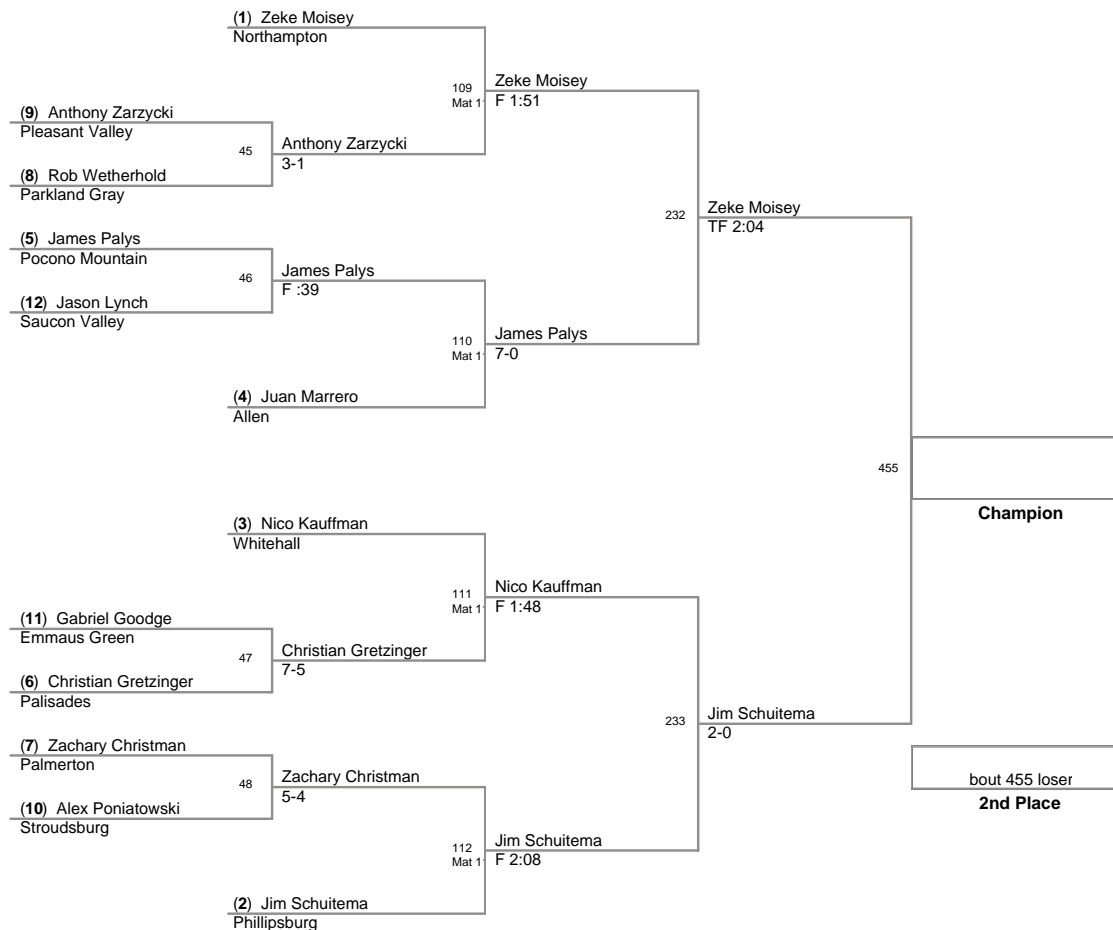 (1) Zeke Moisey
Northampton
109
Mat 1
Zeke Moisey
F 1:51
(9) Anthony Zarzycki
Pleasant Valley
45
Anthony Zarzycki
3-1
(8) Rob Wetherhold
Parkland Gray
232
Zeke Moisey
TF 2:04
(5) James Palys
Pocono Mountain
46
James Palys
F :39
(12) Jason Lynch
Saucon Valley
110
Mat 1
James Palys
7-0
(4) Juan Marrero
Allen
455
Champion
(3) Nico Kauffman
Whitehall
111
Mat 1
Nico Kauffman
F 1:48
(11) Gabriel Goodge
Emmaus Green
47
Christian Gretzinger
7-5
(6) Christian Gretzinger
Palisades
233
Jim Schuitema
2-0
(7) Zachary Christman
Palmerton
48
Zachary Christman
5-4
(10) Alex Poniatowski
Stroudsburg
bout 455 loser
2nd Place
112
Mat 1
Jim Schuitema
F 2:08
(2) Jim Schuitema
Phillipsburg